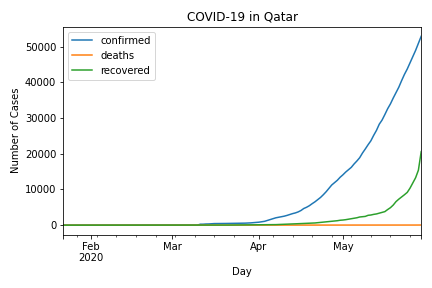 COVID-19 in Qatar
confirmed
deaths
recovered
Number of Cases
50000
40000
30000
20000
10000
0
Feb Mar Apr May
2020
Day